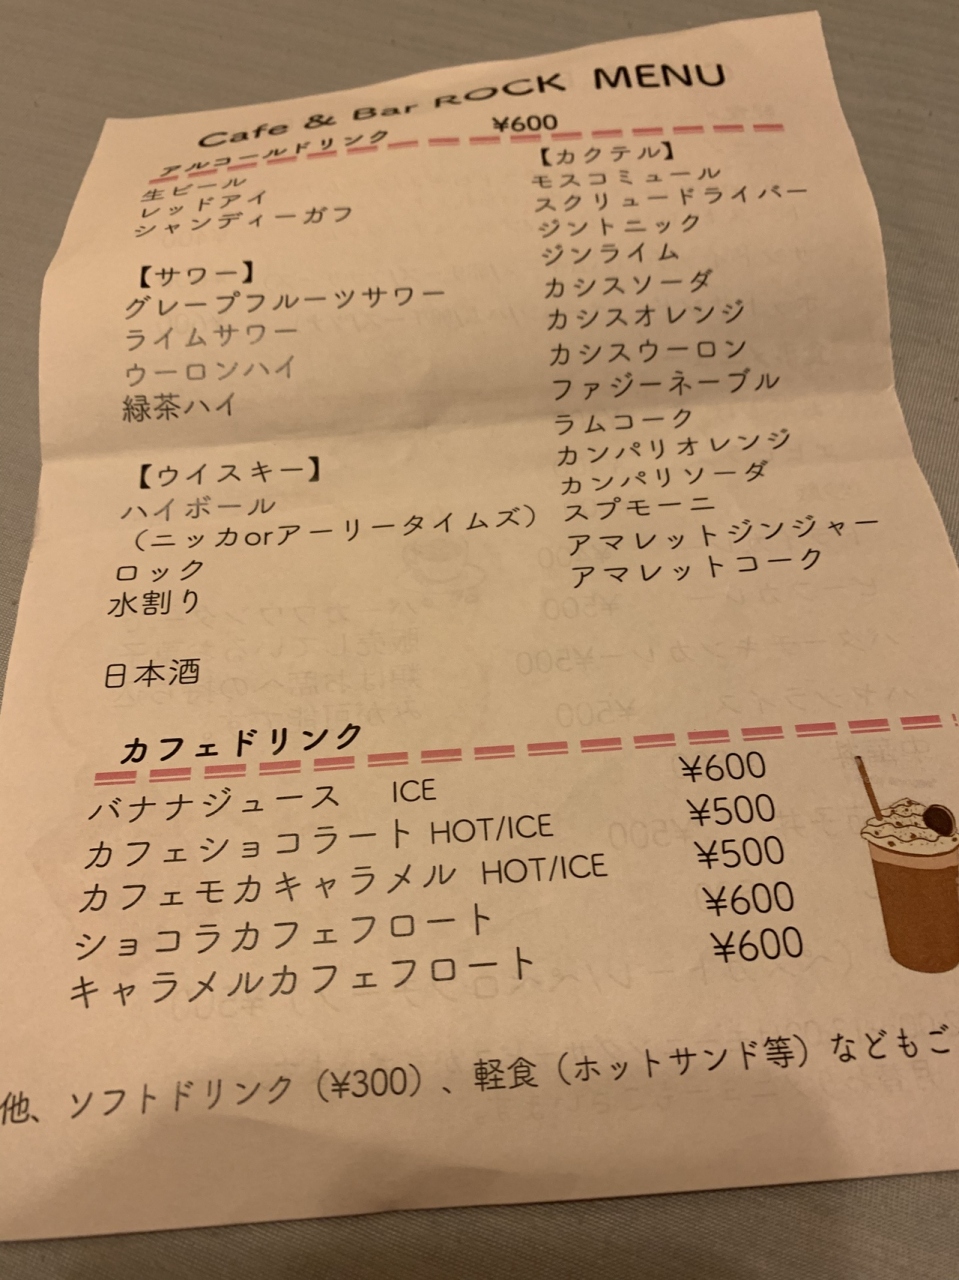 Cafe & Bar ROCK MENU
アルコールドリンク ¥600
生ビール
レッドアイ
シャンディーガフ
【サワー】
グレープフルーツサワー
ライムサワー
ウーロンハイ
緑茶ハイ
【ウイスキー】
ハイボール
（ニッカorアーリータイムズ）
ロック
水割り
日本酒
【カクテル】
モスコミュール
スクリュードライバー
ジントニック
ジンライム
カシスソーダ
カシスオレンジ
カシスウーロン
ファジーネーブル
ラムコーク
カンパリオレンジ
カンパリソーダ
スプモーニ
アマレットジンジャー
アマレットコーク
カフェドリンク
バナナジュース ICE ¥600
カフェショコラート HOT/ICE ¥500
カフェモカキャラメル HOT/ICE ¥500
ショコラカフェフロート ¥600
キャラメルカフェフロート ¥600
他、ソフトドリンク（¥300）、軽食（ホットサンド等）などもご